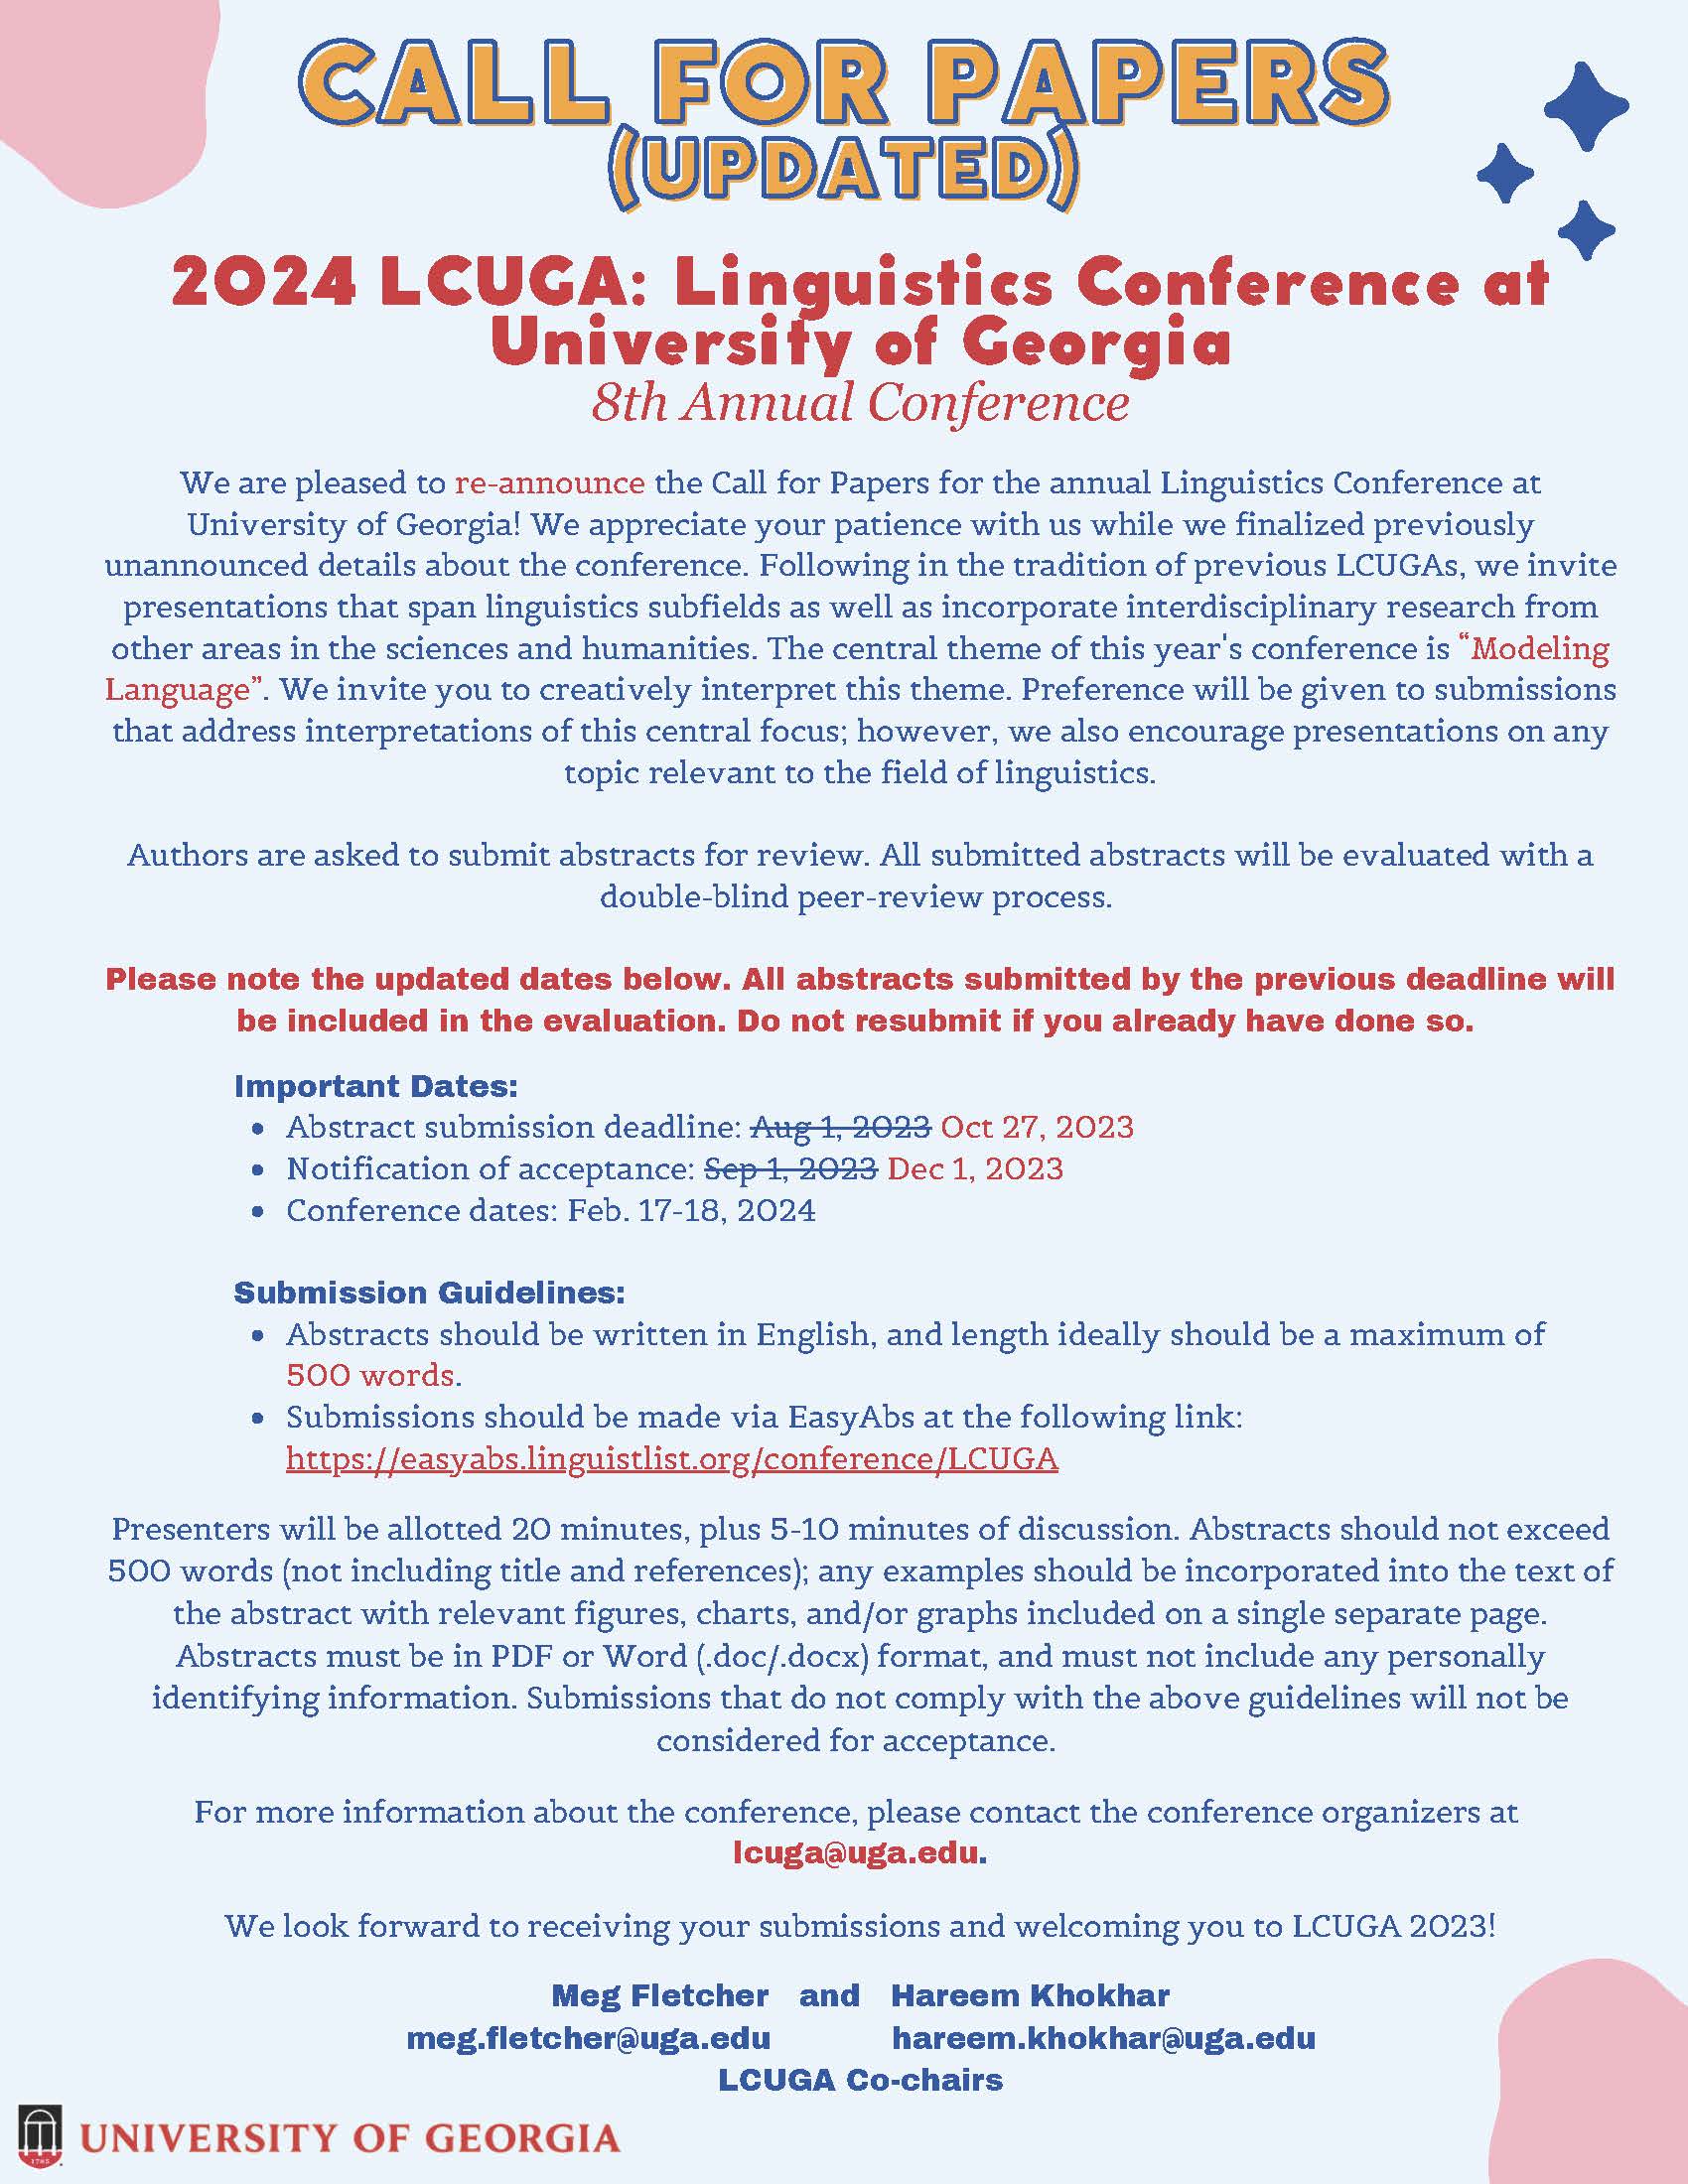 CALL FOR PAPERS
(UPDATED)
2024 LCUGA: Linguistics Conference at
University of Georgia
8th Annual Conference
We are pleased to re-announce the Call for Papers for the annual Linguistics Conference at
University of Georgia! We appreciate your patience with us while we finalized previously
unannounced details about the conference. Following in the tradition of previous LCUGAs, we invite
presentations that span linguistics subfields as well as incorporate interdisciplinary research from
other areas in the sciences and humanities. The central theme of this year's conference is “Modeling
Language”. We invite you to creatively interpret this theme. Preference will be given to submissions
that address interpretations of this central focus; however, we also encourage presentations on any
topic relevant to the field of linguistics.
Authors are asked to submit abstracts for review. All submitted abstracts will be evaluated with a
double-blind peer-review process.
Please note the updated dates below. All abstracts submitted by the previous deadline will
be included in the evaluation. Do not resubmit if you already have done so.
Important Dates:
• Abstract submission deadline: Aug 1, 2023 Oct 27, 2023
• Notification of acceptance: Sep 1, 2023 Dec 1, 2023
• Conference dates: Feb. 17-18, 2024
Submission Guidelines:
• Abstracts should be written in English, and length ideally should be a maximum of
500 words.
• Submissions should be made via EasyAbs at the following link:
https://easyabs.linguistlist.org/conference/LCUGA
Presenters will be allotted 20 minutes, plus 5-10 minutes of discussion. Abstracts should not exceed
500 words (not including title and references); any examples should be incorporated into the text of
the abstract with relevant figures, charts, and/or graphs included on a single separate page.
Abstracts must be in PDF or Word (.doc/.docx) format, and must not include any personally
identifying information. Submissions that do not comply with the above guidelines will not be
considered for acceptance.
For more information about the conference, please contact the conference organizers at
lcuga@uga.edu.
We look forward to receiving your submissions and welcoming you to LCUGA 2023!
Meg Fletcher and Hareem Khokhar
meg.fletcher@uga.edu hareem.khokhar@uga.edu
LCUGA Co-chairs
1785
UNIVERSITY OF GEORGIA